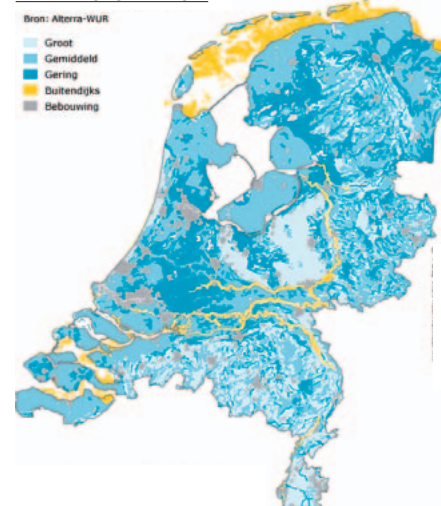 Bron: Alterra-WUR
Groot
Gemiddeld
Gering
Buitendijks
Bebouwing